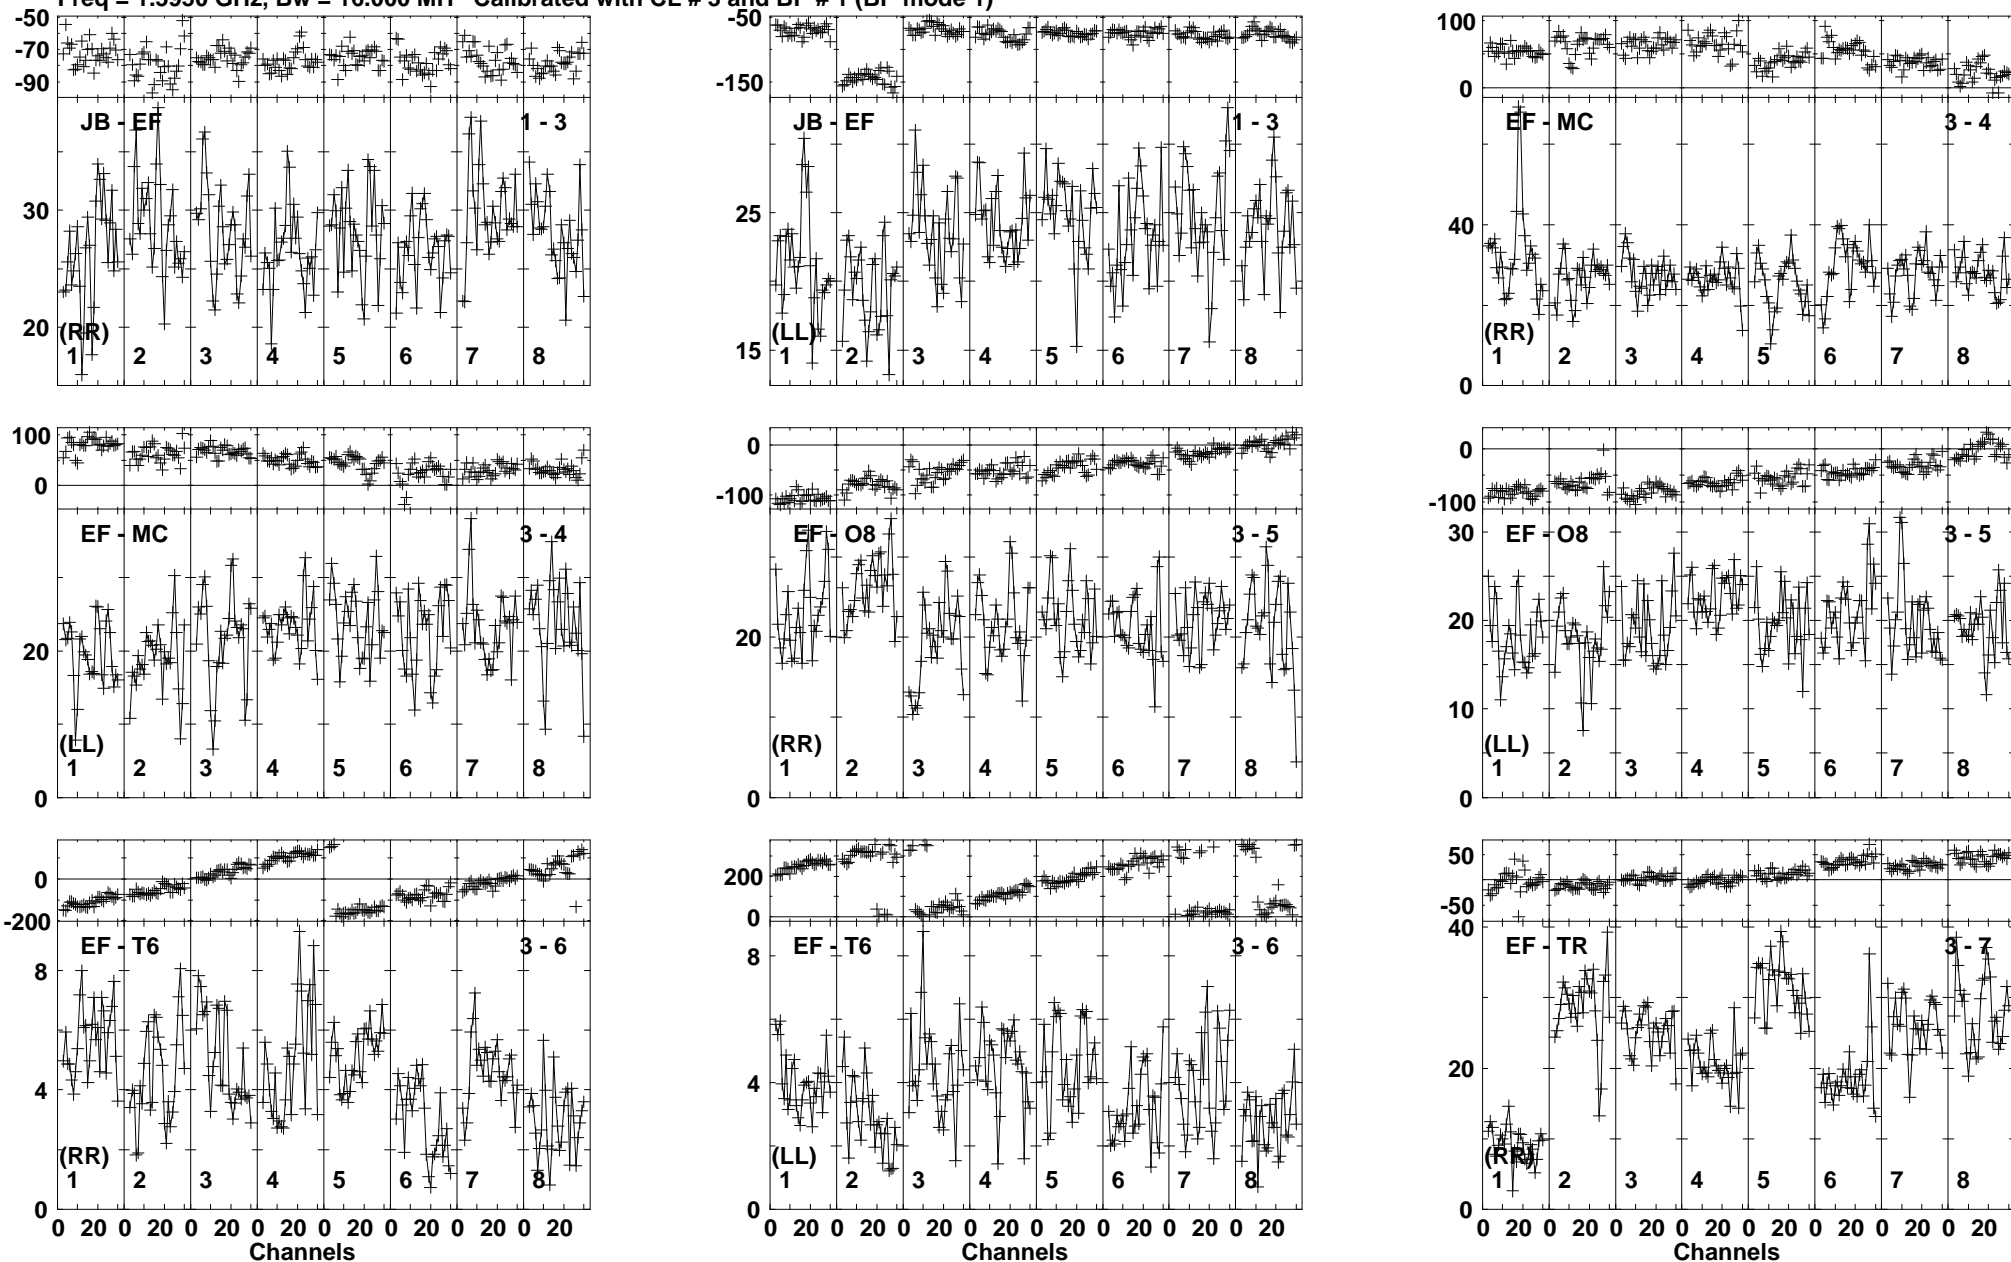 Calibrated with CL # 3 and BP # 1 (BP mode 1)
-50 -50 100
-70
-90 -150 0
JB - EF 1 - 3 JB - EF 1 - 3 EF - MC 3 - 4
30 25 40
20 15 0
(RR) (LL) (RR)
1 2 3 4 5 6 7 8 1 2 3 4 5 6 7 8 1 2 3 4 5 6 7 8
100 0 0
0 -100 -100
EF - MC 3 - 4 EF - O8 3 - 5 EF - O8 3 - 5
30
20 20 20
10
(LL) (RR) (LL)
1 2 3 4 5 6 7 8 1 2 3 4 5 6 7 8 1 2 3 4 5 6 7 8
0 0
0 200 50
-200 0 -50
EF - T6 3 - 6 EF - T6 3 - 6 EF - TR 3 - 7
8 8 40
4 4 20
(RR) (LL) (RR)
1 2 3 4 5 6 7 8 1 2 3 4 5 6 7 8 1 2 3 4 5 6 7 8
0 0 0
0 20 0 20 0 20 0 20 0 20 0 20 0 20 0 20 0 20 0 20 0 20 0 20 0 20 0 20 0 20 0 20 0 20 0 20 0 20 0 20 0 20 0 20 0 20 0 20
Channels Channels Channels